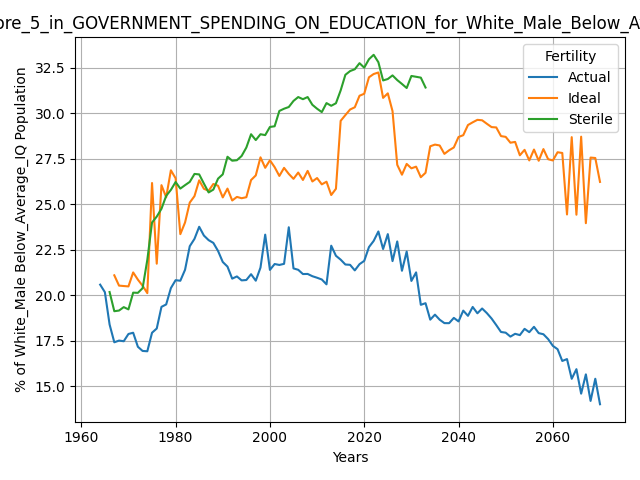 ore_5_in_GOVERNMENT_SPENDING_ON_EDUCATION_for_White_Male_Below_A
Fertility
Actual
Ideal
Sterile
% of White_Male Below_Average_IQ Population
32.5
30.0
27.5
25.0
22.5
20.0
17.5
15.0
1960 1980 2000 2020 2040 2060
Years